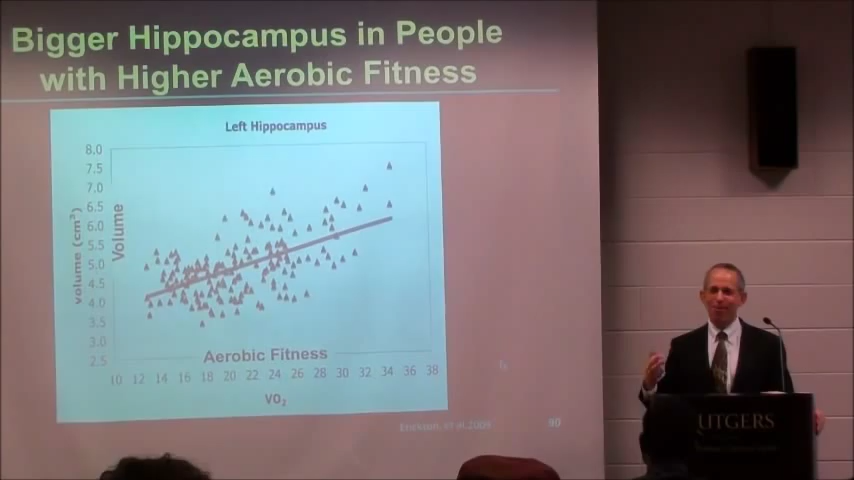 Bigger Hippocampus in People
with Higher Aerobic Fitness
Left Hippocampus
8.0
7.5
7.0
6.5
6.0
5.5
5.0
4.5
4.0
3.5
3.0
2.5
volume (cm³)
Volume
Aerobic Fitness
10 12 14 16 18 20 22 24 26 28 30 32 34 36 38
VO₂
Erickson, et al.2009
90
UTGERS